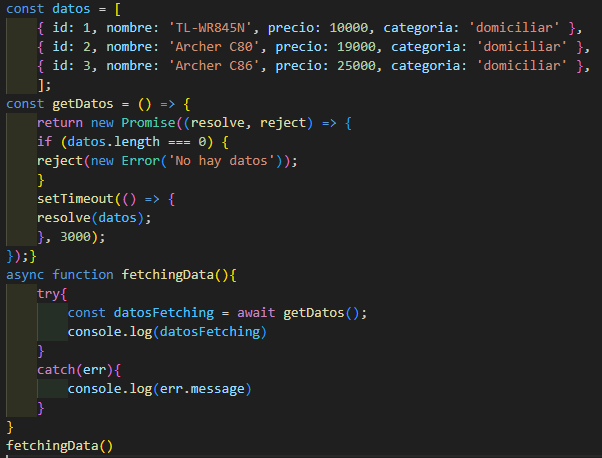 const datos = [
    { id: 1, nombre: 'TL-WR845N', precio: 10000, categoria: 'domiciliar' },
    { id: 2, nombre: 'Archer C80', precio: 19000, categoria: 'domiciliar' },
    { id: 3, nombre: 'Archer C86', precio: 25000, categoria: 'domiciliar' },
    ];
const getDatos = () => {
    return new Promise((resolve, reject) => {
    if (datos.length === 0) {
    reject(new Error('No hay datos'));
    }
    setTimeout(() => {
    resolve(datos);
    }, 3000);
});}
async function fetchingData(){
    try{
        const datosFetching = await getDatos();
        console.log(datosFetching)
    }
    catch(err){
        console.log(err.message)
    }
}
fetchingData()